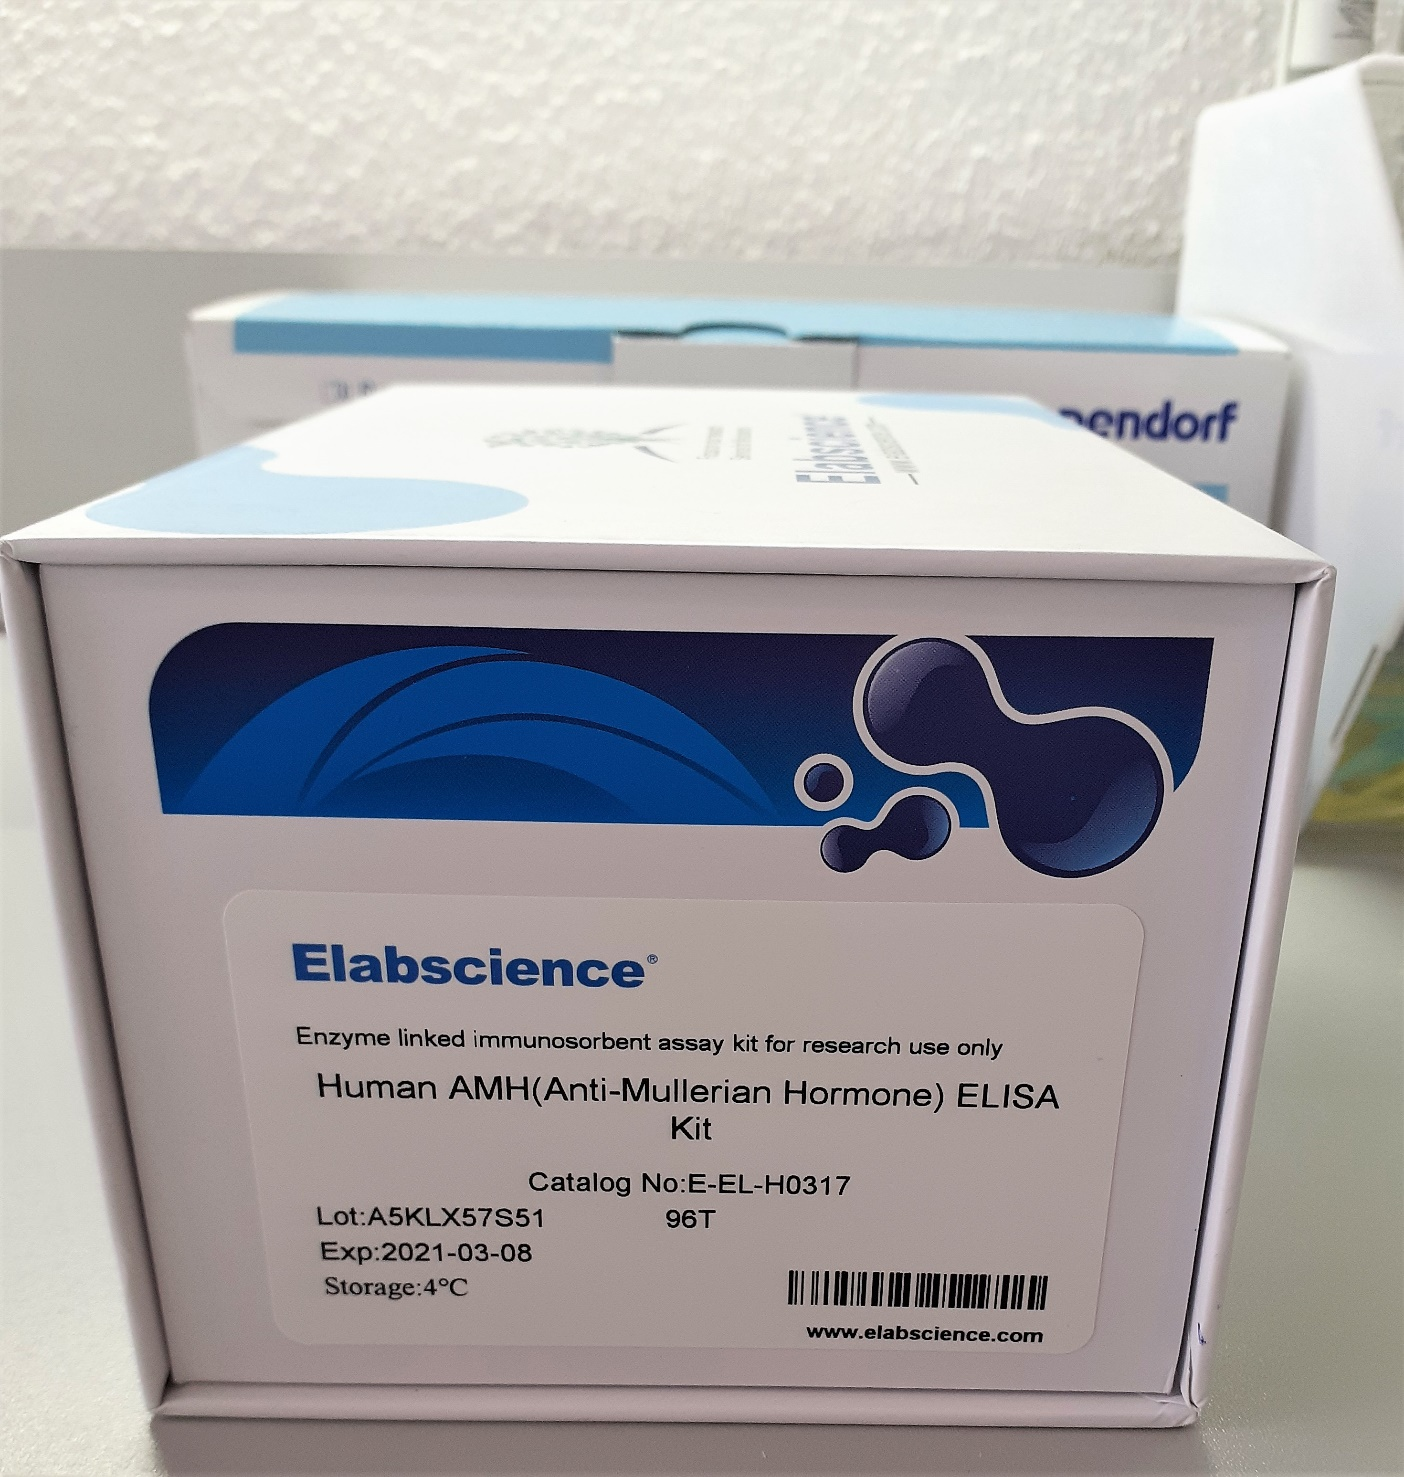 pendorf
Elabscience
Elabscience®
Enzyme linked immunosorbent assay kit for research use only
Human AMH(Anti-Mullerian Hormone) ELISA
Kit
Catalog No:E-EL-H0317
Lot:A5KLX57S51 96T
Exp:2021-03-08
Storage:4°C
www.elabscience.com